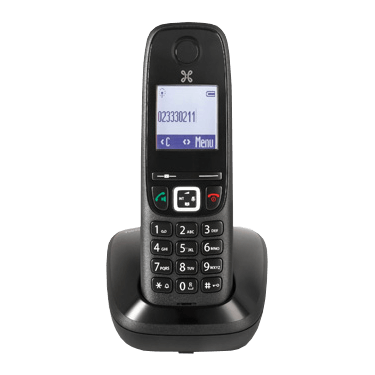 023330211
‹C ‹› Menu
1 2 ABC 3 DEF
4 GHI 5 JKL 6 MNO
7 PQRS 8 TUV 9 WXYZ
* 0 #